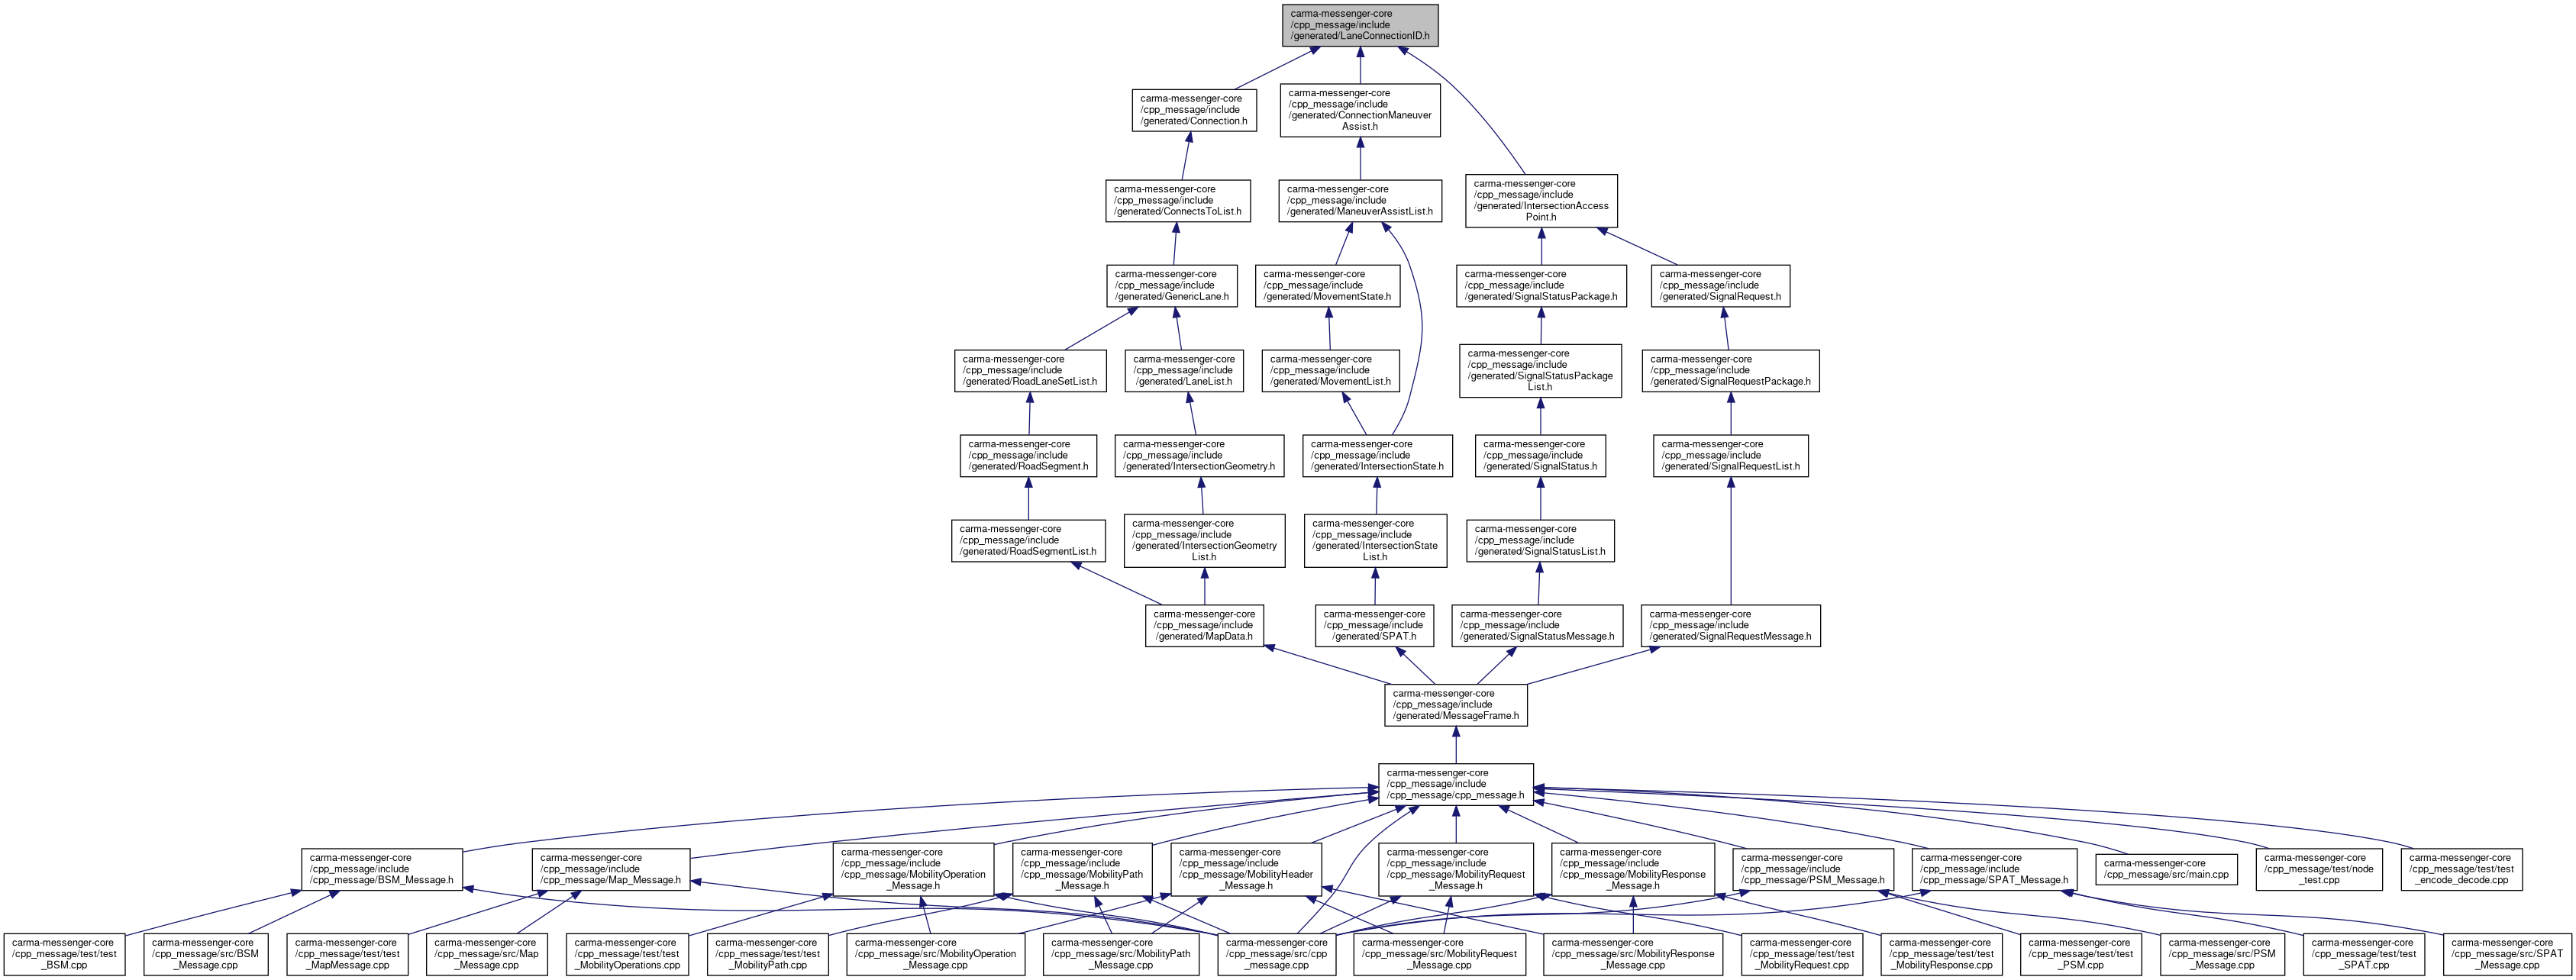 carma-messenger-core
/cpp_message/include
/generated/LaneConnectionID.h
carma-messenger-core
/cpp_message/include
/generated/Connection.h
carma-messenger-core
/cpp_message/include
/generated/ConnectionManeuver
Assist.h
carma-messenger-core
/cpp_message/include
/generated/ConnectsToList.h
carma-messenger-core
/cpp_message/include
/generated/ManeuverAssistList.h
carma-messenger-core
/cpp_message/include
/generated/IntersectionAccess
Point.h
carma-messenger-core
/cpp_message/include
/generated/GenericLane.h
carma-messenger-core
/cpp_message/include
/generated/MovementState.h
carma-messenger-core
/cpp_message/include
/generated/SignalStatusPackage.h
carma-messenger-core
/cpp_message/include
/generated/SignalRequest.h
carma-messenger-core
/cpp_message/include
/generated/RoadLaneSetList.h
carma-messenger-core
/cpp_message/include
/generated/LaneList.h
carma-messenger-core
/cpp_message/include
/generated/MovementList.h
carma-messenger-core
/cpp_message/include
/generated/SignalStatusPackage
List.h
carma-messenger-core
/cpp_message/include
/generated/SignalRequestPackage.h
carma-messenger-core
/cpp_message/include
/generated/RoadSegment.h
carma-messenger-core
/cpp_message/include
/generated/IntersectionGeometry.h
carma-messenger-core
/cpp_message/include
/generated/IntersectionState.h
carma-messenger-core
/cpp_message/include
/generated/SignalStatus.h
carma-messenger-core
/cpp_message/include
/generated/SignalRequestList.h
carma-messenger-core
/cpp_message/include
/generated/RoadSegmentList.h
carma-messenger-core
/cpp_message/include
/generated/IntersectionGeometry
List.h
carma-messenger-core
/cpp_message/include
/generated/IntersectionState
List.h
carma-messenger-core
/cpp_message/include
/generated/SignalStatusList.h
carma-messenger-core
/cpp_message/include
/generated/MapData.h
carma-messenger-core
/cpp_message/include
/generated/SPAT.h
carma-messenger-core
/cpp_message/include
/generated/SignalStatusMessage.h
carma-messenger-core
/cpp_message/include
/generated/SignalRequestMessage.h
carma-messenger-core
/cpp_message/include
/generated/MessageFrame.h
carma-messenger-core
/cpp_message/include
/cpp_message/cpp_message.h
carma-messenger-core
/cpp_message/include
/cpp_message/BSM_Message.h
carma-messenger-core
/cpp_message/include
/cpp_message/Map_Message.h
carma-messenger-core
/cpp_message/include
/cpp_message/MobilityOperation
_Message.h
carma-messenger-core
/cpp_message/include
/cpp_message/MobilityPath
_Message.h
carma-messenger-core
/cpp_message/include
/cpp_message/MobilityHeader
_Message.h
carma-messenger-core
/cpp_message/include
/cpp_message/MobilityRequest
_Message.h
carma-messenger-core
/cpp_message/include
/cpp_message/MobilityResponse
_Message.h
carma-messenger-core
/cpp_message/include
/cpp_message/PSM_Message.h
carma-messenger-core
/cpp_message/include
/cpp_message/SPAT_Message.h
carma-messenger-core
/cpp_message/src/main.cpp
carma-messenger-core
/cpp_message/test/node
_test.cpp
carma-messenger-core
/cpp_message/test/test
_encode_decode.cpp
carma-messenger-core
/cpp_message/test/test
_BSM.cpp
carma-messenger-core
/cpp_message/src/BSM
_Message.cpp
carma-messenger-core
/cpp_message/test/test
_MapMessage.cpp
carma-messenger-core
/cpp_message/src/Map
_Message.cpp
carma-messenger-core
/cpp_message/test/test
_MobilityOperations.cpp
carma-messenger-core
/cpp_message/test/test
_MobilityPath.cpp
carma-messenger-core
/cpp_message/src/MobilityOperation
_Message.cpp
carma-messenger-core
/cpp_message/src/MobilityPath
_Message.cpp
carma-messenger-core
/cpp_message/src/cpp
_message.cpp
carma-messenger-core
/cpp_message/src/MobilityRequest
_Message.cpp
carma-messenger-core
/cpp_message/src/MobilityResponse
_Message.cpp
carma-messenger-core
/cpp_message/test/test
_MobilityRequest.cpp
carma-messenger-core
/cpp_message/test/test
_MobilityResponse.cpp
carma-messenger-core
/cpp_message/test/test
_PSM.cpp
carma-messenger-core
/cpp_message/src/PSM
_Message.cpp
carma-messenger-core
/cpp_message/test/test
_SPAT.cpp
carma-messenger-core
/cpp_message/src/SPAT
_Message.cpp